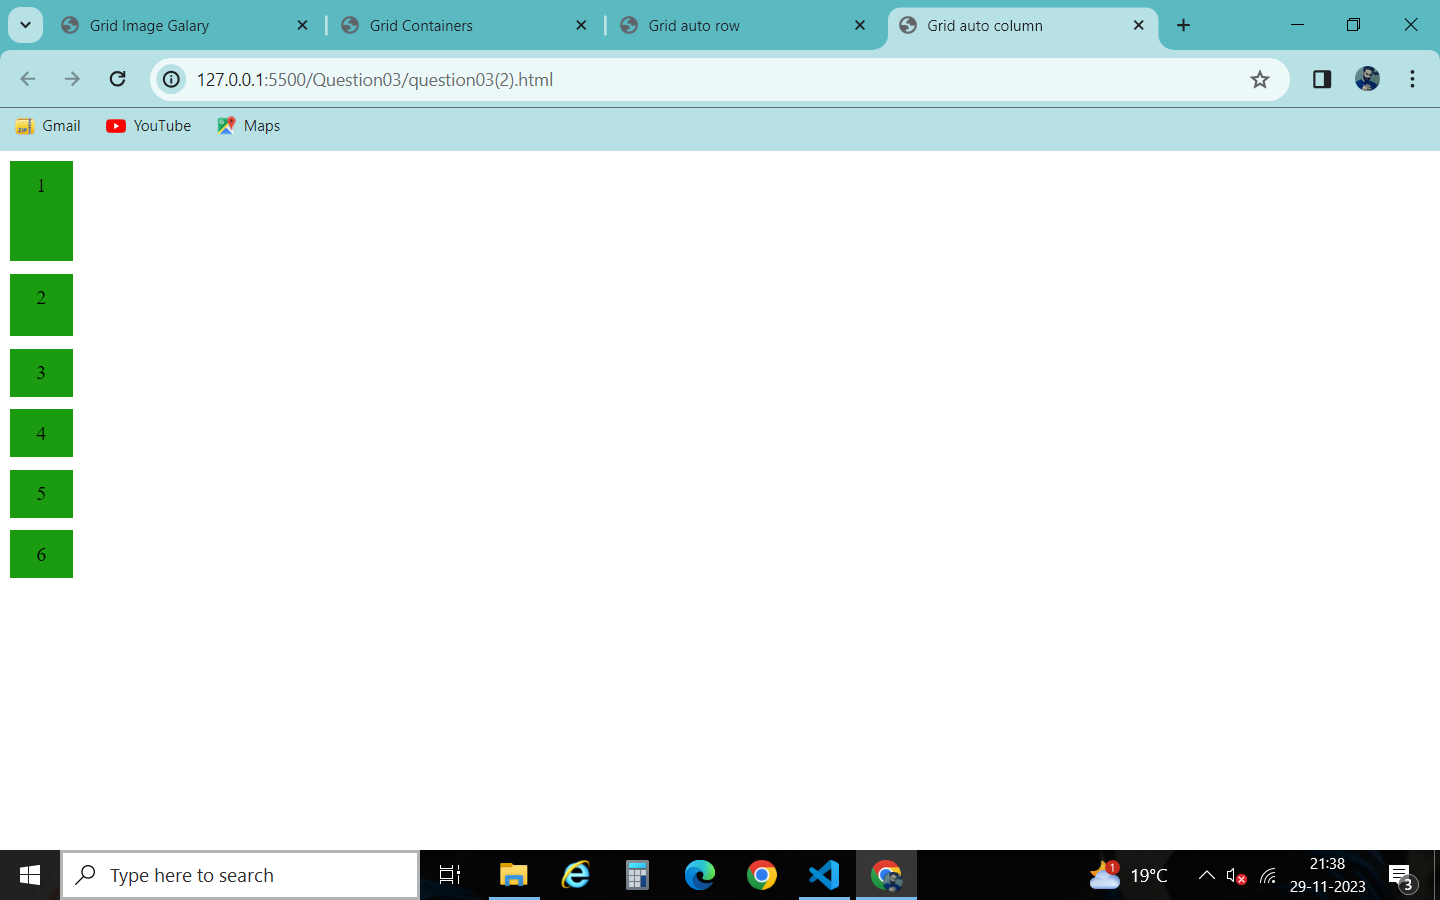 Grid Image Galary
Grid Containers
Grid auto row
Grid auto column
127.0.0.1:5500/Question03/question03(2).html
Gmail
YouTube
Maps
1
2
3
4
5
6
Type here to search
1
19°C
21:38
29-11-2023
3